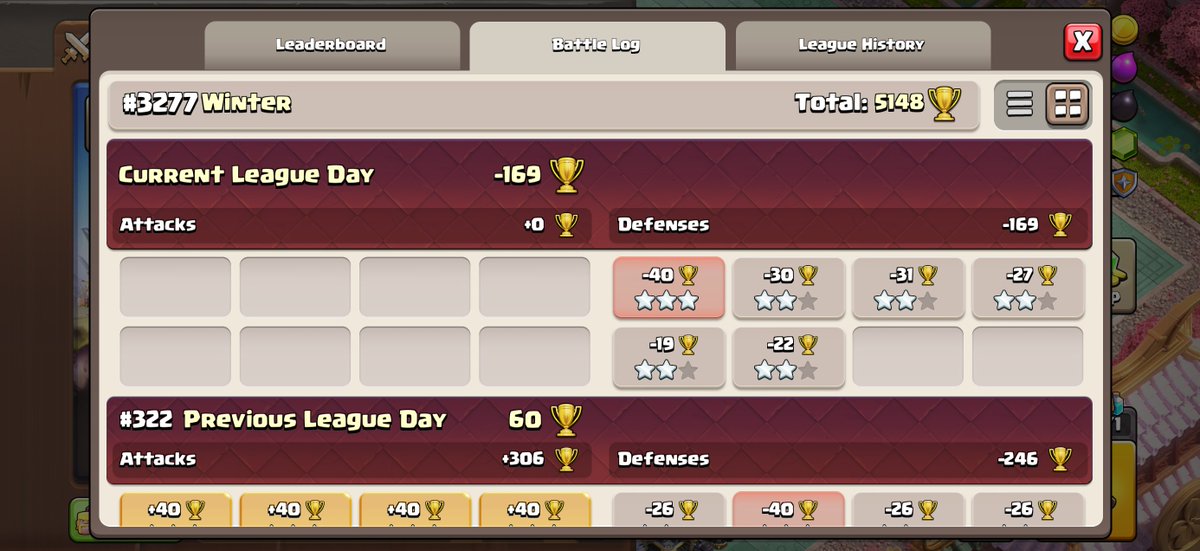 Leaderboard Battle Log League History X
#3277 Winter Total: 5148
Current League Day -169
Attacks +0 Defenses -169
-40 -30 -31 -27
-19 -22
#322 Previous League Day 60
Attacks +306 Defenses -246
+40 +40 +40 +40 -26 -40 -26 -26